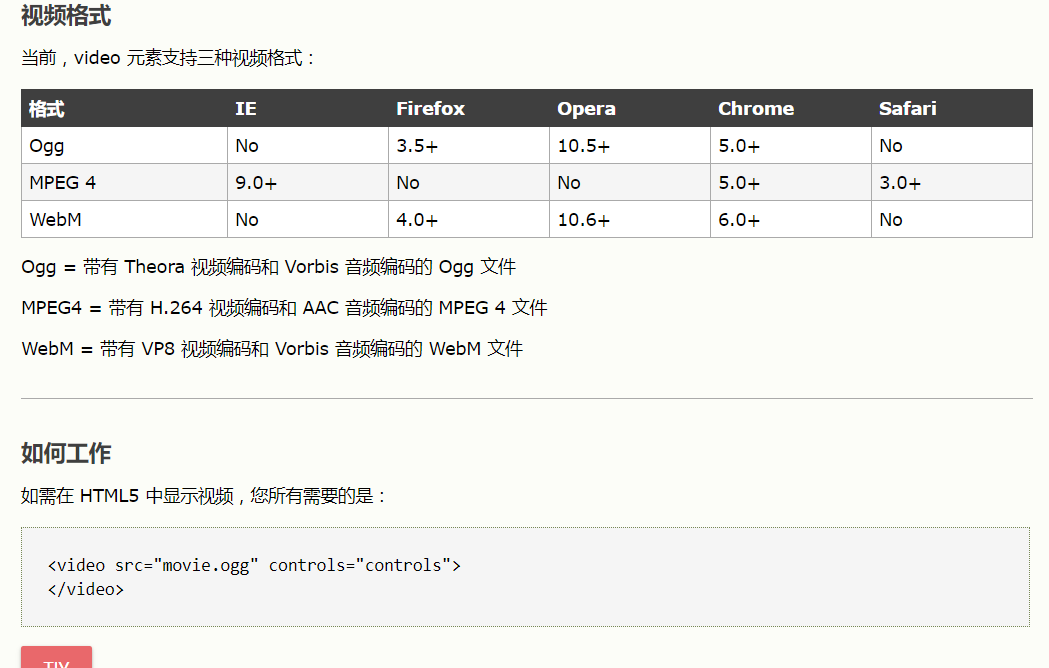 视频格式
当前，video 元素支持三种视频格式：
格式 IE Firefox Opera Chrome Safari
Ogg No 3.5+ 10.5+ 5.0+ No
MPEG 4 9.0+ No No 5.0+ 3.0+
WebM No 4.0+ 10.6+ 6.0+ No
Ogg = 带有 Theora 视频编码和 Vorbis 音频编码的 Ogg 文件
MPEG4 = 带有 H.264 视频编码和 AAC 音频编码的 MPEG 4 文件
WebM = 带有 VP8 视频编码和 Vorbis 音频编码的 WebM 文件
如何工作
如需在 HTML5 中显示视频，您所有需要的是：
<video src="movie.ogg" controls="controls">
</video>
TIY